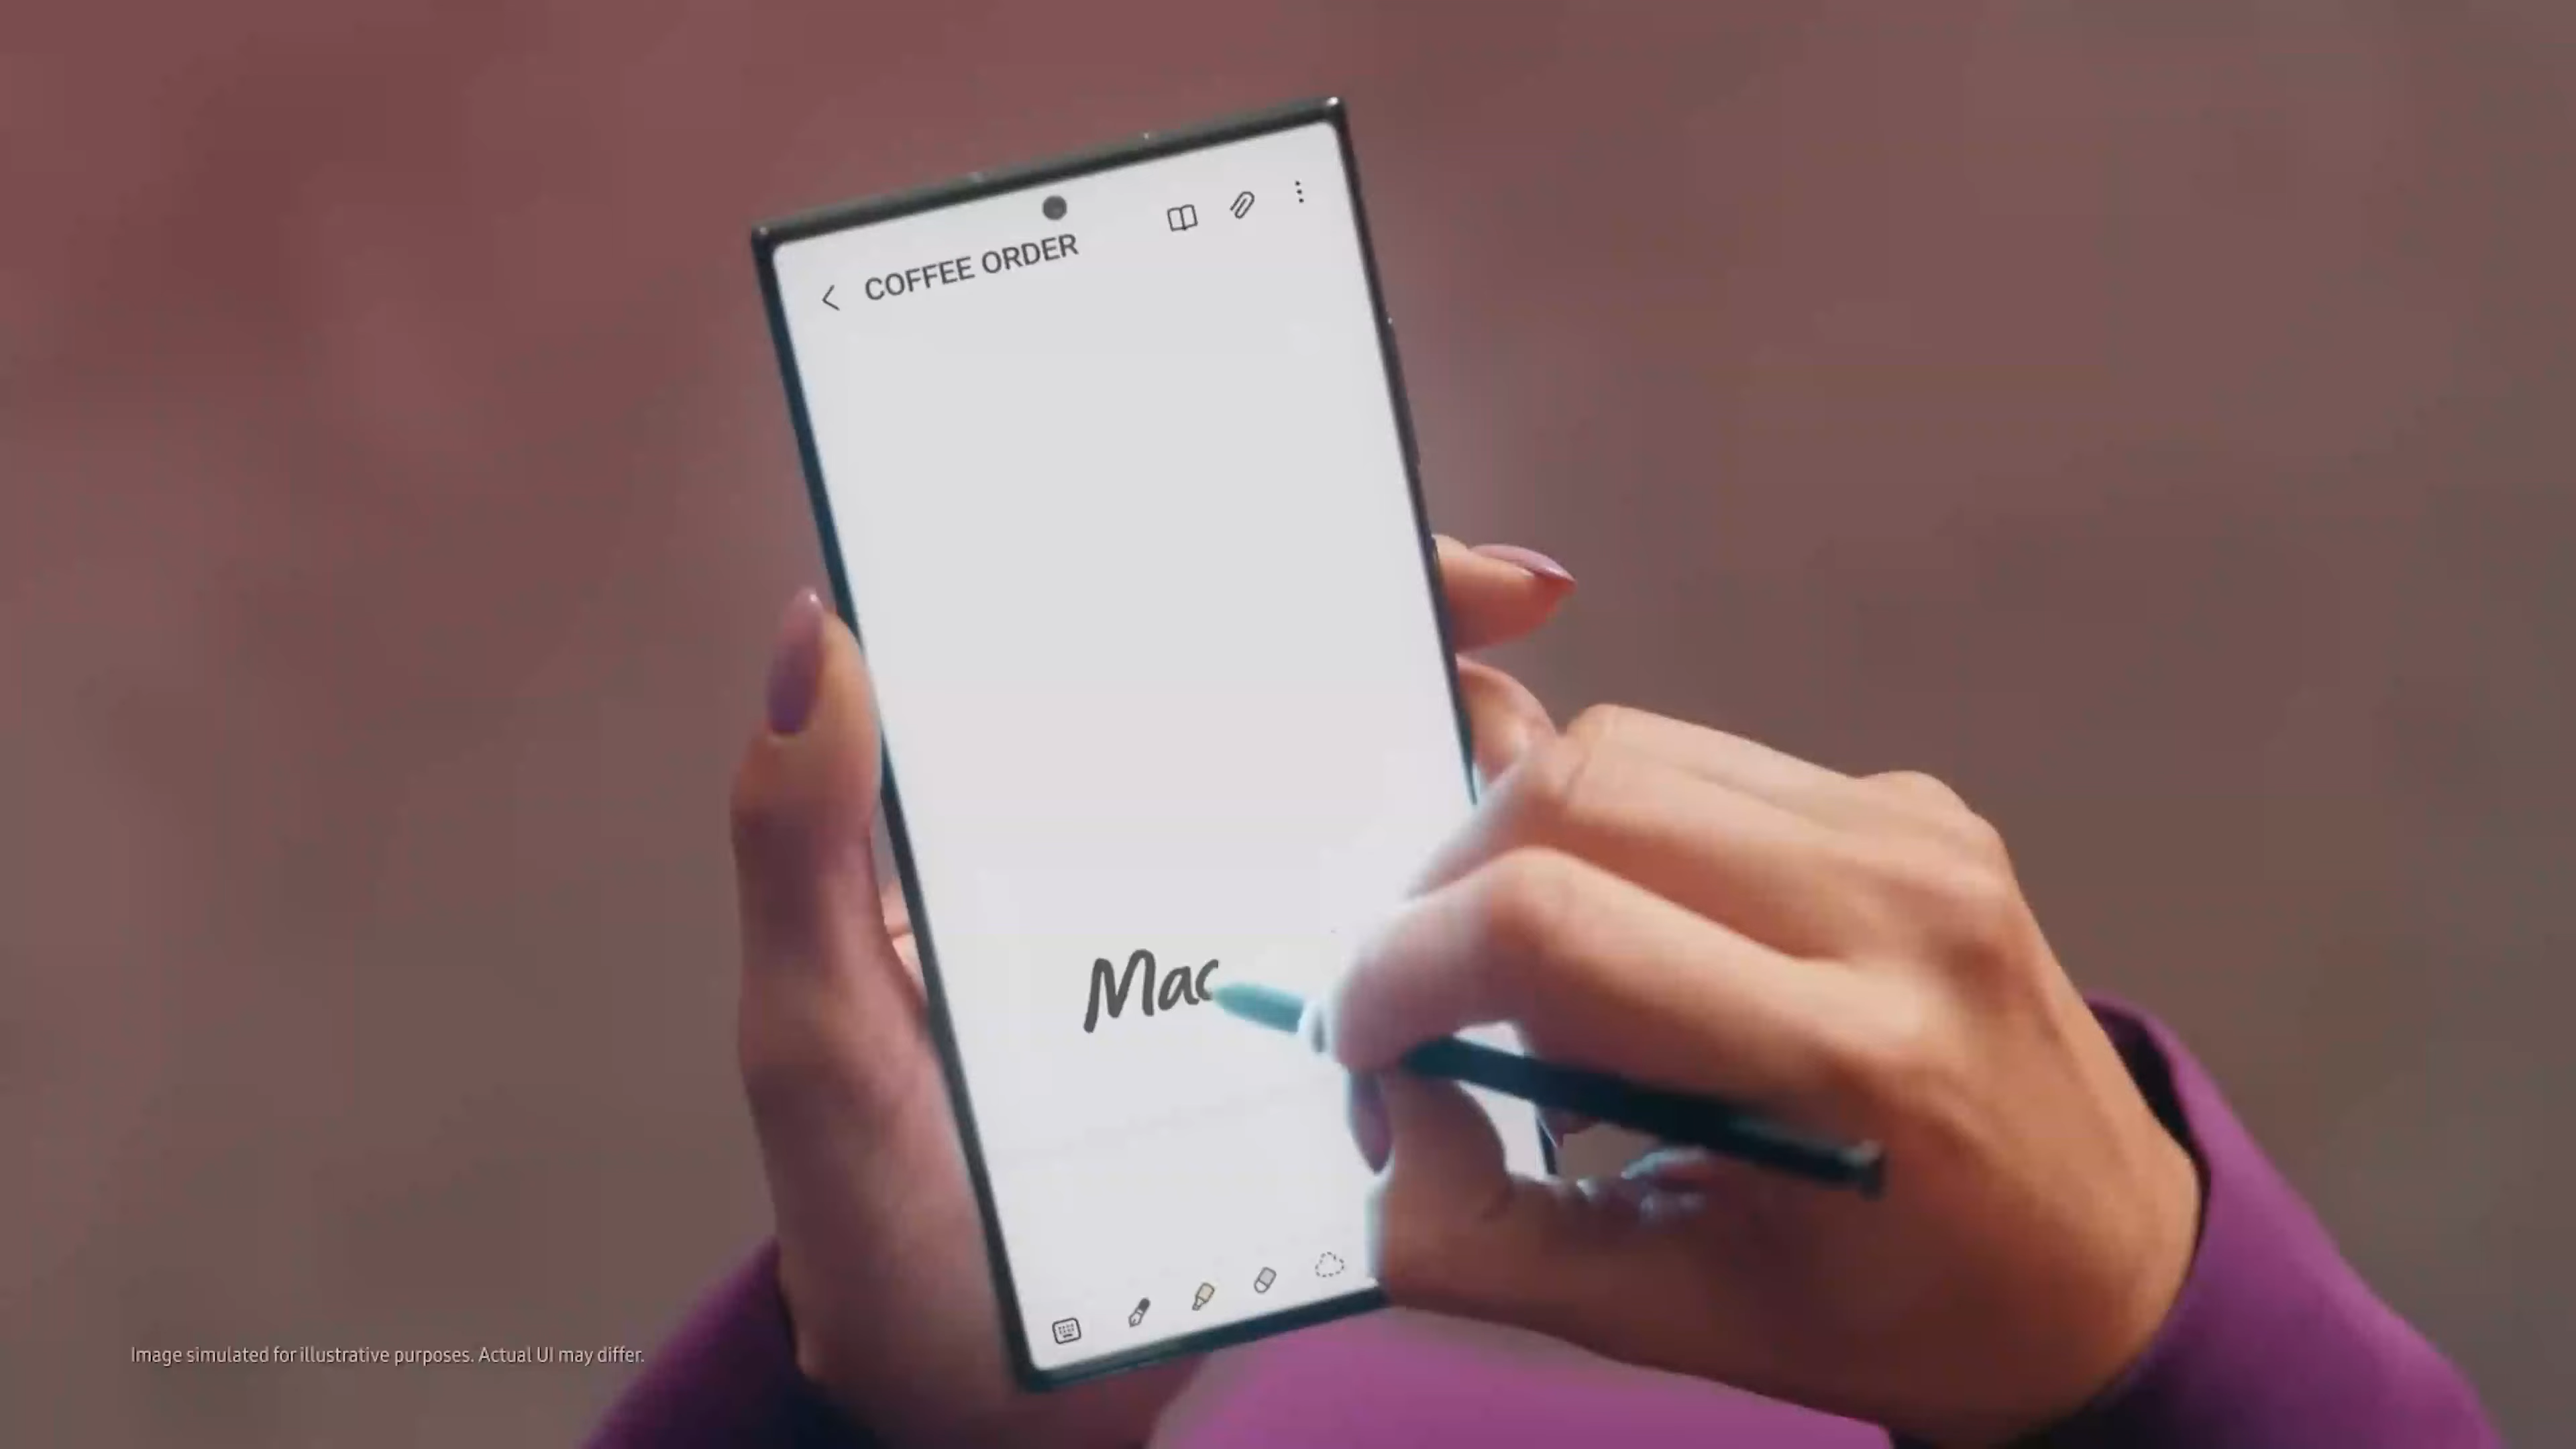 COFFEE ORDER
Mac
Image simulated for illustrative purposes. Actual UI may differ.